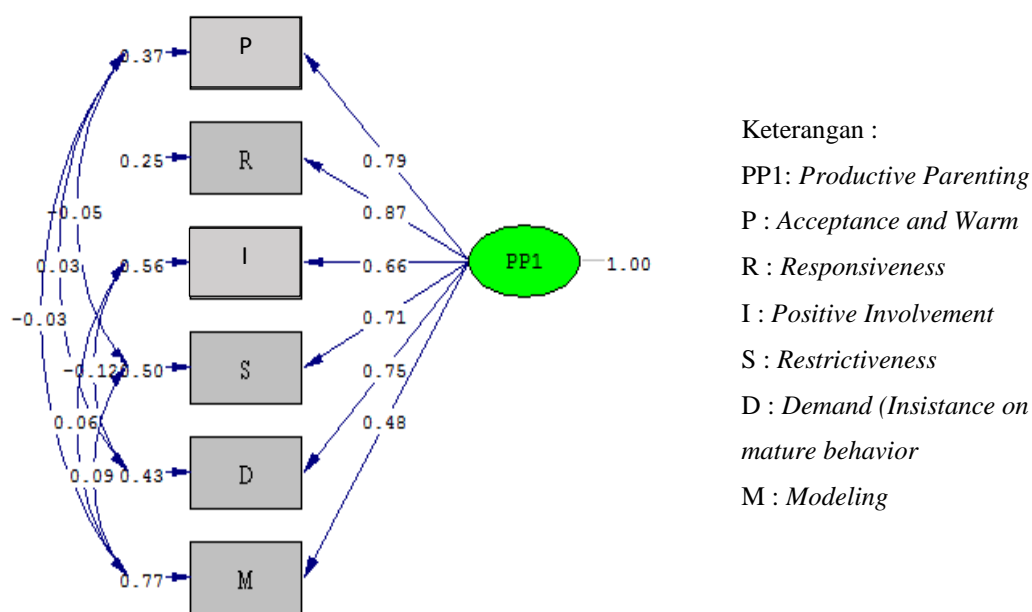 P
0.37
R
0.25
0.79
-0.05
0.87
I
0.03
0.56
0.66
PP1
1.00
-0.03
0.71
-0.12
0.50
S
0.75
0.06
0.48
0.09
0.43
D
0.77
M
Keterangan :
PP1: Productive Parenting
P : Acceptance and Warm
R : Responsiveness
I : Positive Involvement
S : Restrictiveness
D : Demand (Insistance on
mature behavior
M : Modeling